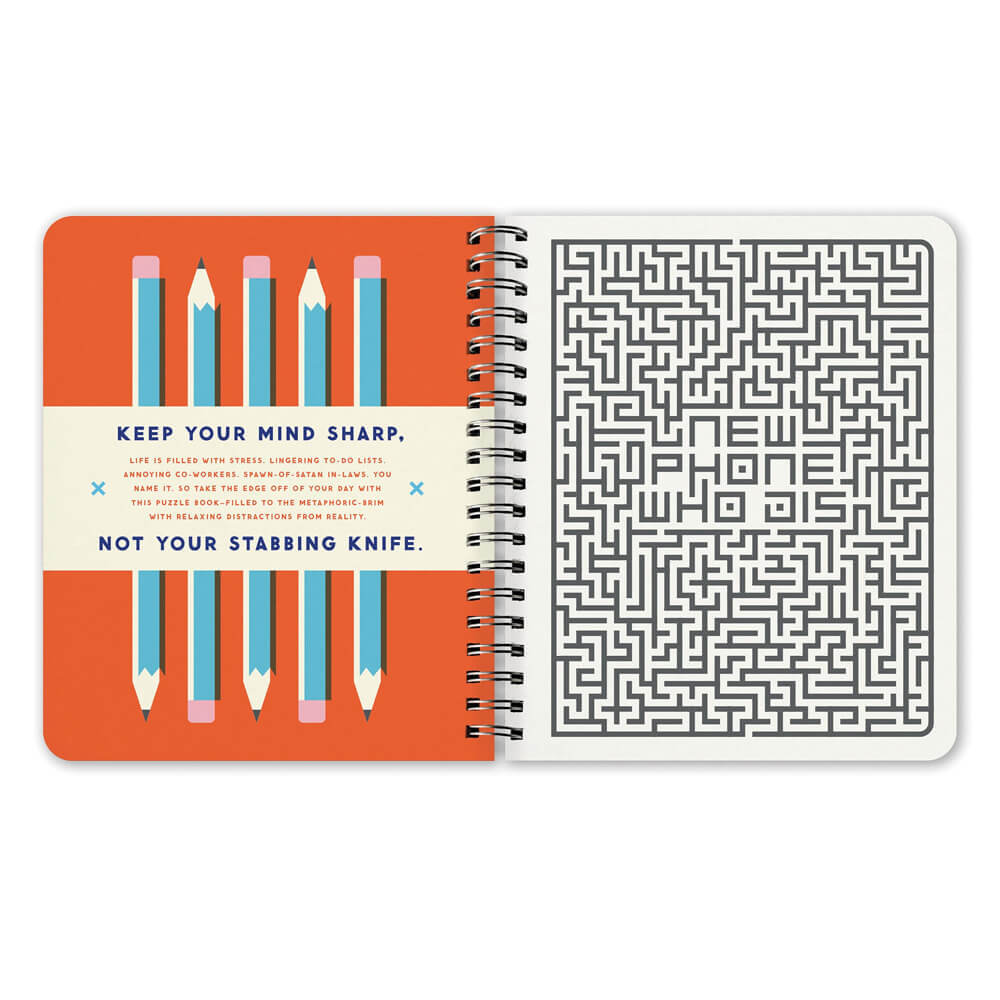 KEEP YOUR MIND SHARP,
LIFE IS FILLED WITH STRESS. LINGERING TO-DO LISTS.
ANNOYING CO-WORKERS. SPAWN-OF-SATAN IN-LAWS. YOU
NAME IT. SO TAKE THE EDGE OFF OF YOUR DAY WITH
THIS PUZZLE BOOK—FILLED TO THE METAPHORIC-BRIM
WITH RELAXING DISTRACTIONS FROM REALITY.
NOT YOUR STABBING KNIFE.
NEW
PHONE
WHO DIS